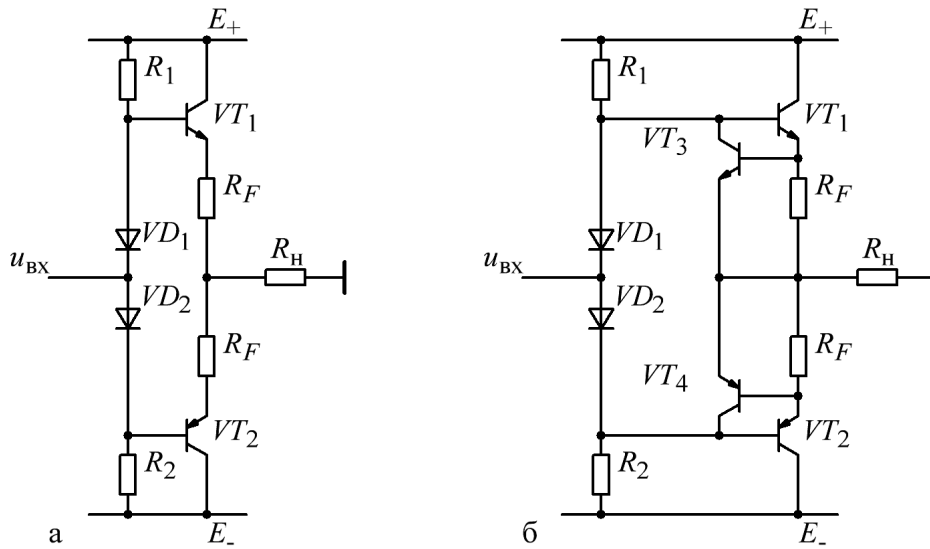 E+
R1
VT1
RF
VD1
uвх
Rн
VD2
RF
VT2
R2
а
E-
E+
R1
VT1
VT3
RF
VD1
uвх
Rн
VD2
RF
VT4
VT2
R2
б
E-